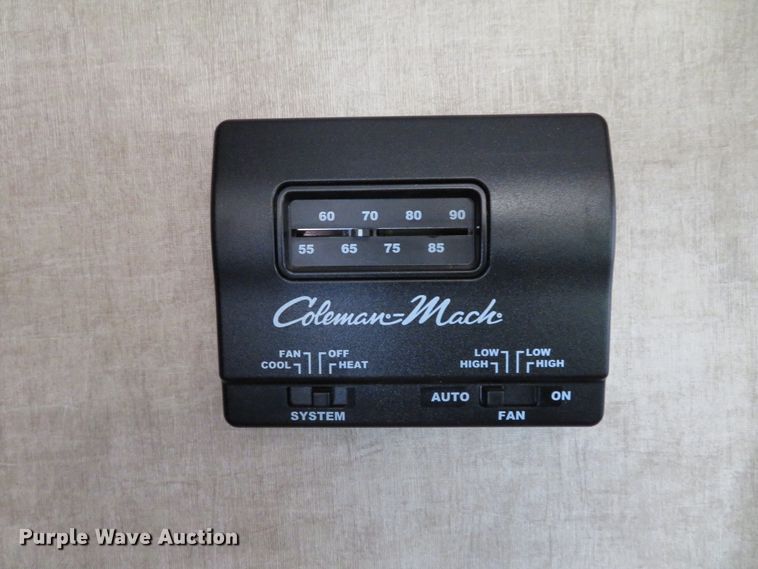 60 70 80 90
55 65 75 85
Coleman-Mach
FAN OFF
COOL HEAT
LOW LOW
HIGH HIGH
AUTO ON
SYSTEM FAN
Purple Wave Auction